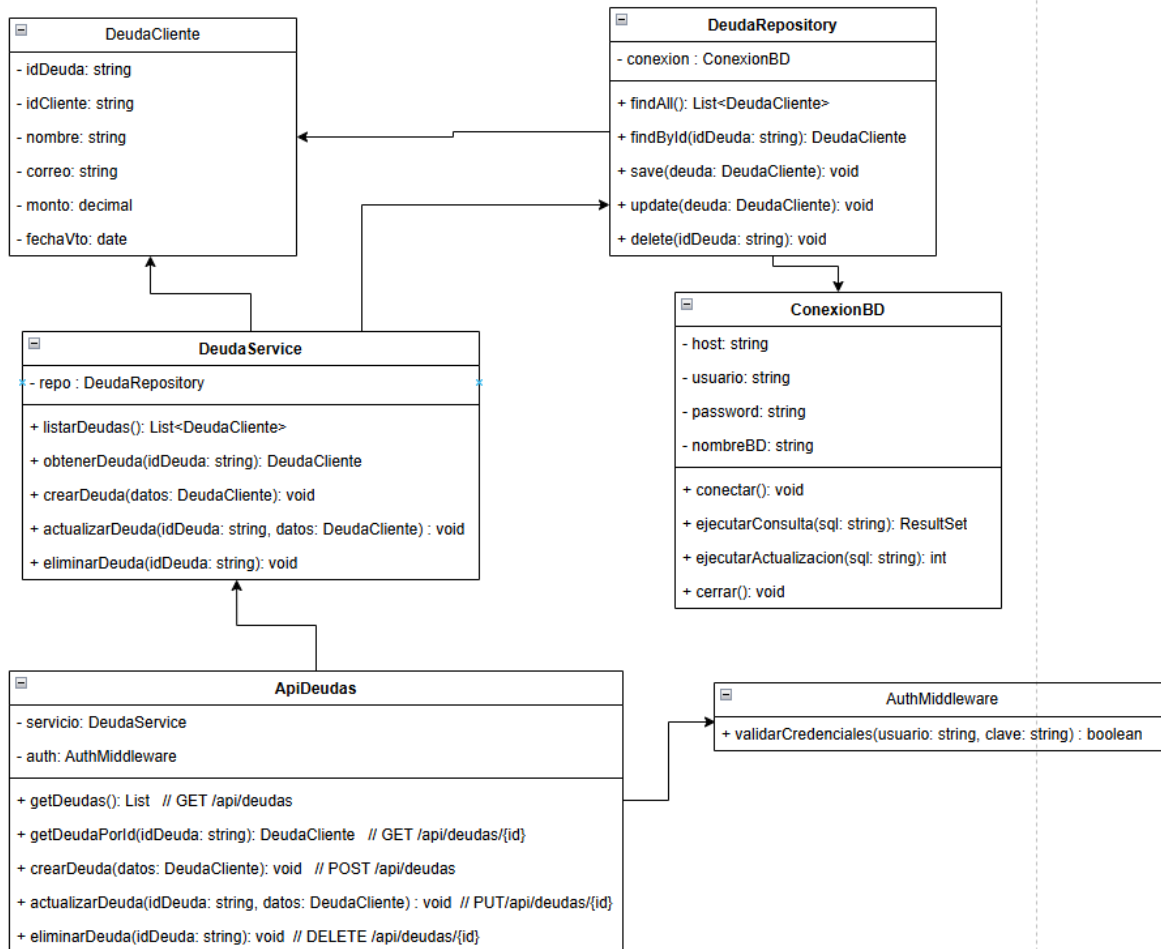 DeudaCliente
- idDeuda: string
- idCliente: string
- nombre: string
- correo: string
- monto: decimal
- fechaVto: date
DeudaRepository
- conexion : ConexionBD
+ findAll(): List<DeudaCliente>
+ findById(idDeuda: string): DeudaCliente
+ save(deuda: DeudaCliente): void
+ update(deuda: DeudaCliente): void
+ delete(idDeuda: string): void
ConexionBD
- host: string
- usuario: string
- password: string
- nombreBD: string
+ conectar(): void
+ ejecutarConsulta(sql: string): ResultSet
+ ejecutarActualizacion(sql: string): int
+ cerrar(): void
DeudaService
- repo : DeudaRepository
+ listarDeudas(): List<DeudaCliente>
+ obtenerDeuda(idDeuda: string): DeudaCliente
+ crearDeuda(datos: DeudaCliente): void
+ actualizarDeuda(idDeuda: string, datos: DeudaCliente) : void
+ eliminarDeuda(idDeuda: string): void
ApiDeudas
- servicio: DeudaService
- auth: AuthMiddleware
+ getDeudas(): List // GET /api/deudas
+ getDeudaPorId(idDeuda: string): DeudaCliente // GET /api/deudas/{id}
+ crearDeuda(datos: DeudaCliente): void // POST /api/deudas
+ actualizarDeuda(idDeuda: string, datos: DeudaCliente) : void // PUT/api/deudas/{id}
+ eliminarDeuda(idDeuda: string): void // DELETE /api/deudas/{id}
AuthMiddleware
+ validarCredenciales(usuario: string, clave: string) : boolean